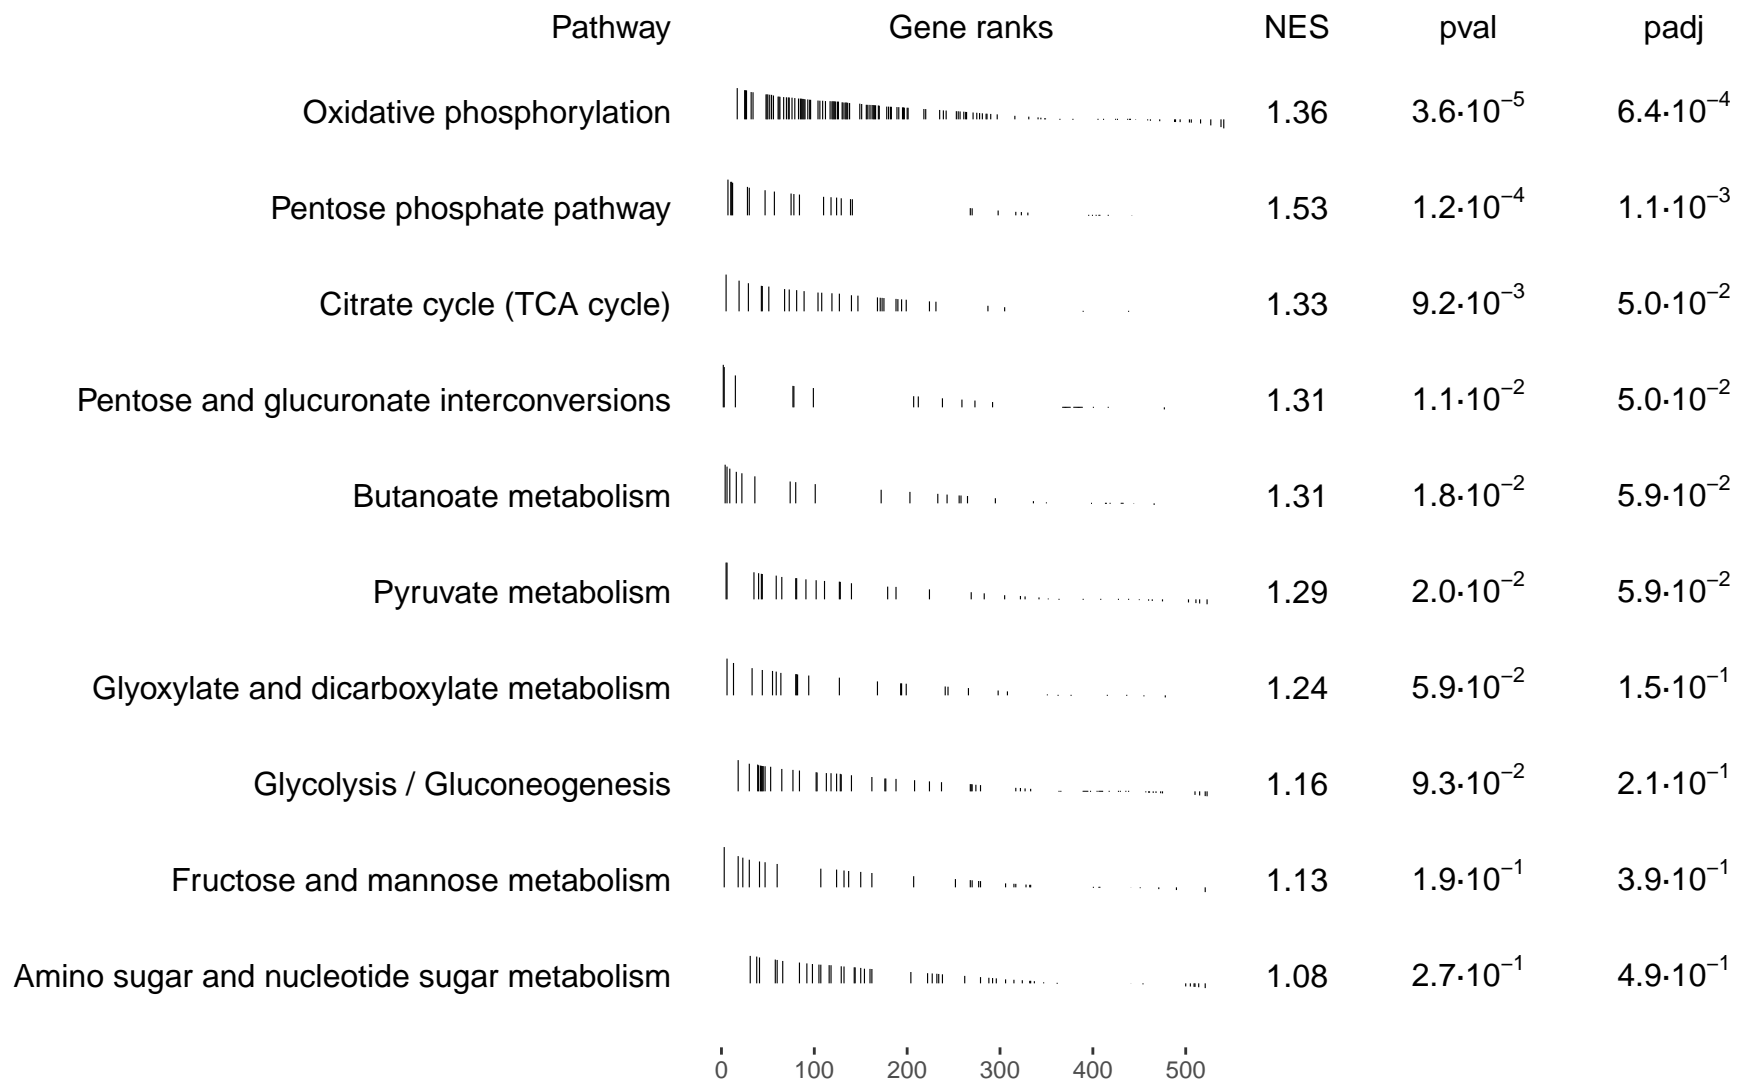 Pathway Gene ranks NES pval padj
Oxidative phosphorylation 1.36 3.6·10⁻⁵ 6.4·10⁻⁴
Pentose phosphate pathway 1.53 1.2·10⁻⁴ 1.1·10⁻³
Citrate cycle (TCA cycle) 1.33 9.2·10⁻³ 5.0·10⁻²
Pentose and glucuronate interconversions 1.31 1.1·10⁻² 5.0·10⁻²
Butanoate metabolism 1.31 1.8·10⁻² 5.9·10⁻²
Pyruvate metabolism 1.29 2.0·10⁻² 5.9·10⁻²
Glyoxylate and dicarboxylate metabolism 1.24 5.9·10⁻² 1.5·10⁻¹
Glycolysis / Gluconeogenesis 1.16 9.3·10⁻² 2.1·10⁻¹
Fructose and mannose metabolism 1.13 1.9·10⁻¹ 3.9·10⁻¹
Amino sugar and nucleotide sugar metabolism 1.08 2.7·10⁻¹ 4.9·10⁻¹
0 100 200 300 400 500